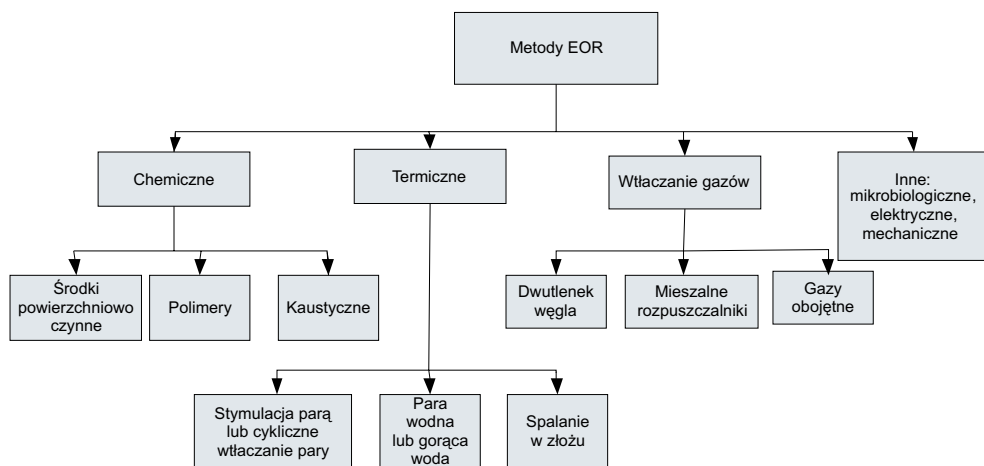 Metody EOR
Chemiczne
Termiczne
Wtłaczanie gazów
Inne:
mikrobiologiczne,
elektryczne,
mechaniczne
Środki
powierzchniowo
czynne
Polimery
Kaustyczne
Dwutlenek
węgla
Mieszalne
rozpuszczalniki
Gazy
obojętne
Stymulacja parą
lub cykliczne
wtłaczanie pary
Para
wodna
lub gorąca
woda
Spalanie
w złożu